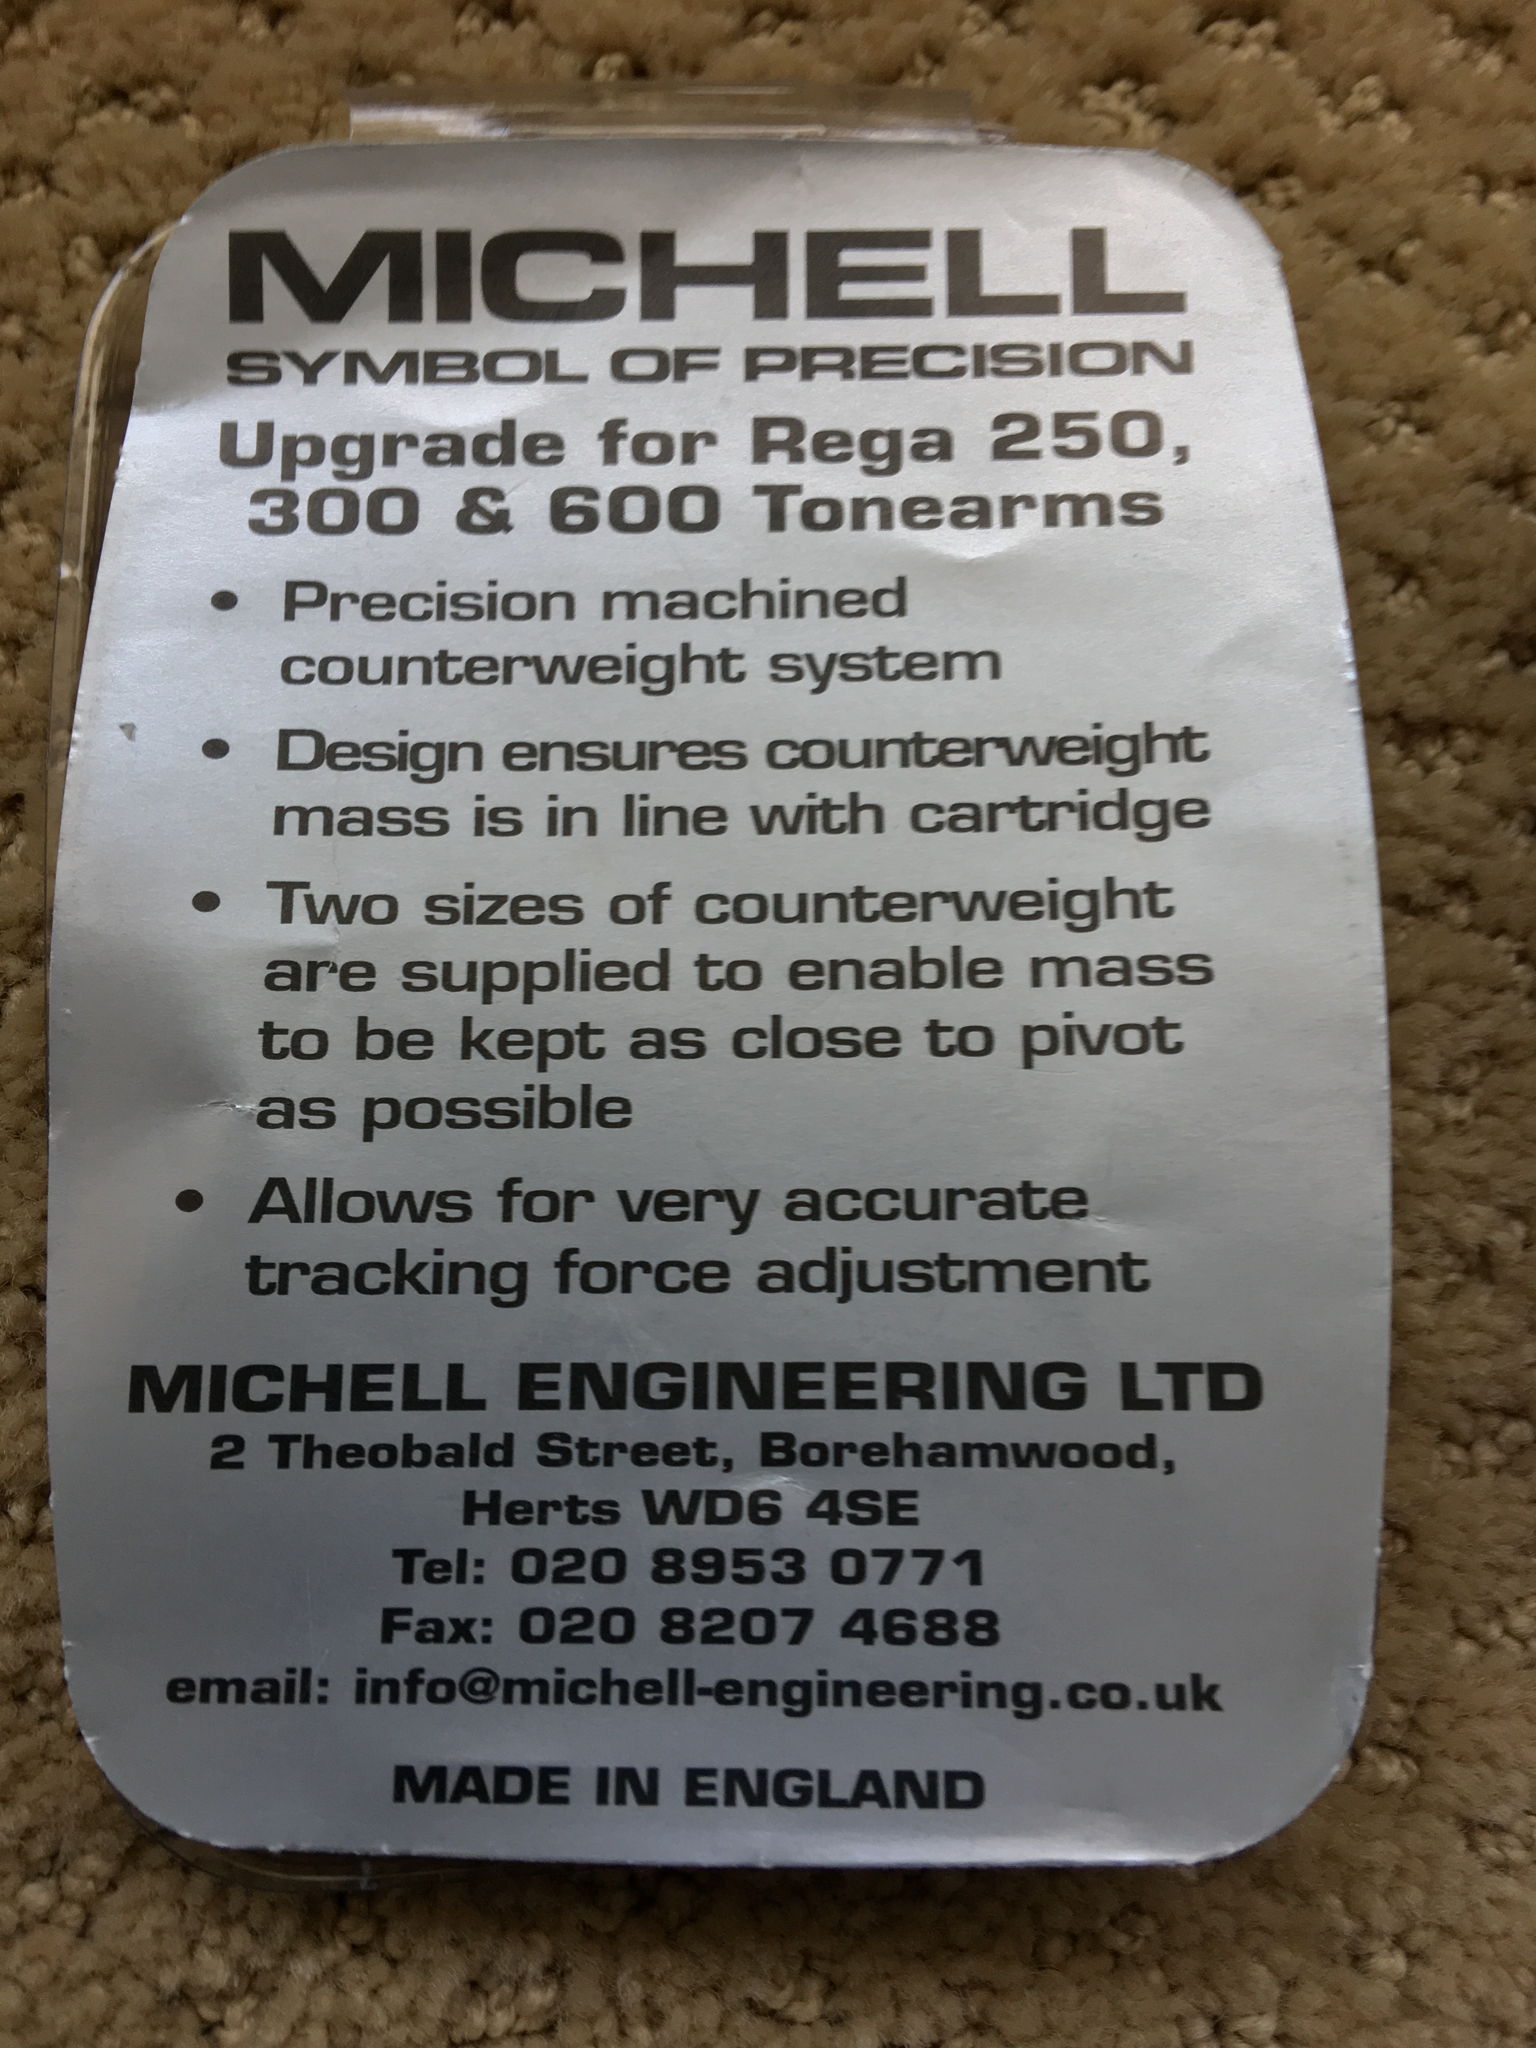 MICHELL
SYMBOL OF PRECISION
Upgrade for Rega 250,
300 & 600 Tonearms
• Precision machined
counterweight system
• Design ensures counterweight
mass is in line with cartridge
• Two sizes of counterweight
are supplied to enable mass
to be kept as close to pivot
as possible
• Allows for very accurate
tracking force adjustment
MICHELL ENGINEERING LTD
2 Theobald Street, Borehamwood,
Herts WD6 4SE
Tel: 020 8953 0771
Fax: 020 8207 4688
email: info@michell-engineering.co.uk
MADE IN ENGLAND